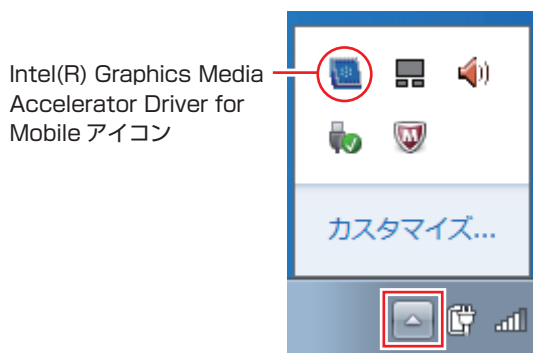 Intel(R) Graphics Media
Accelerator Driver for
Mobile アイコン
カスタマイズ...